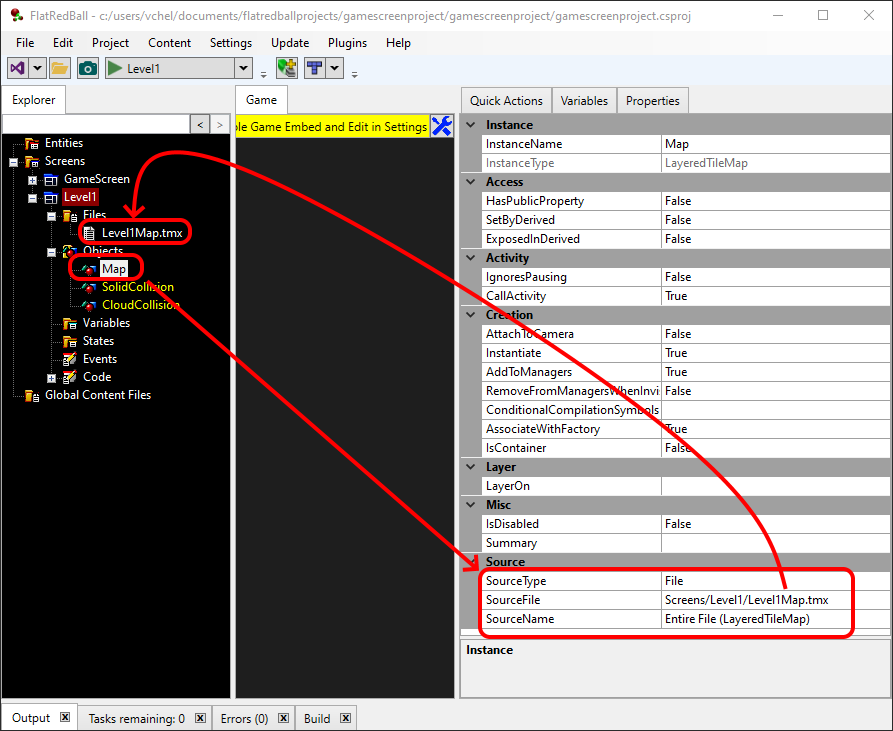 FlatRedBall - c:/users/vchel/documents/flatredballprojects/gamescreenproject/gamescreenproject/gamescreenproject.csproj
File Edit Project Content Settings Update Plugins Help
Level1
Explorer
< >
Entities
Screens
GameScreen
Level1
Files
Level1Map.tmx
Objects
Map
SolidCollision
CloudCollision
Variables
States
Events
Code
Global Content Files
Game
Game Embed and Edit in Settings
Quick Actions Variables Properties
Instance
InstanceName Map
InstanceType LayeredTileMap
Access
HasPublicProperty False
SetByDerived False
ExposedInDerived False
Activity
IgnoresPausing False
CallActivity True
Creation
AttachToCamera False
Instantiate True
AddToManagers True
RemoveFromManagersWhenInvi False
ConditionalCompilationSymbols
AssociateWithFactory True
IsContainer False
Layer
LayerOn
Misc
IsDisabled False
Summary
Source
SourceType File
SourceFile Screens/Level1/Level1Map.tmx
SourceName Entire File (LayeredTileMap)
Instance
Output Tasks remaining: 0 Errors (0) Build